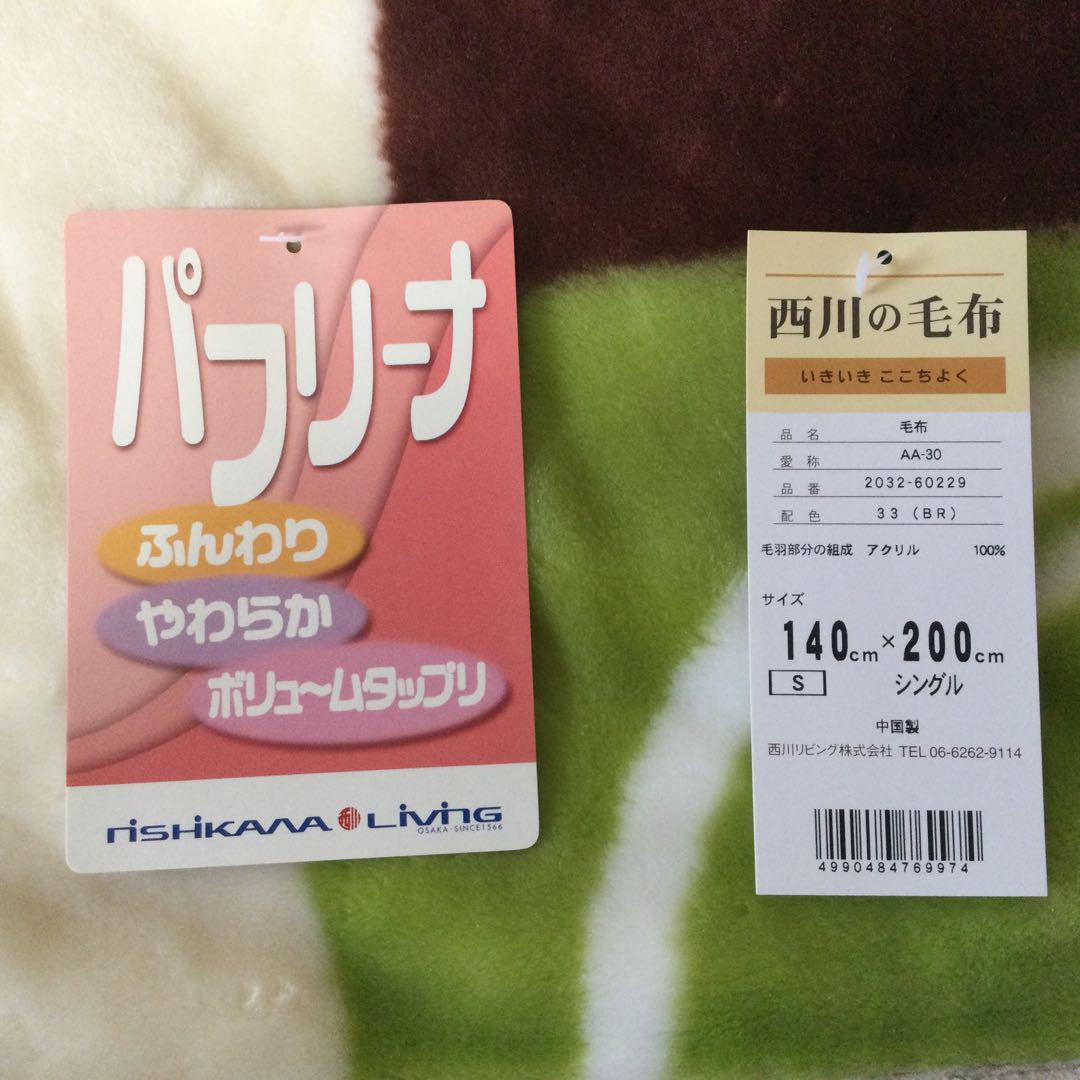 パフリーナ
ふんわり
やわらか
ボリュームタップリ
NISHIKAWA 西川 LIVING
OSAKA・SINCE1566
西川の毛布
いきいき ここちよく
品名 毛布
愛称 AA-30
品番 2032-60229
配色 33 (BR)
毛羽部分の組成 アクリル 100%
サイズ
140cm×200cm
S シングル
中国製
西川リビング株式会社 TEL 06-6262-9114
4990484769974